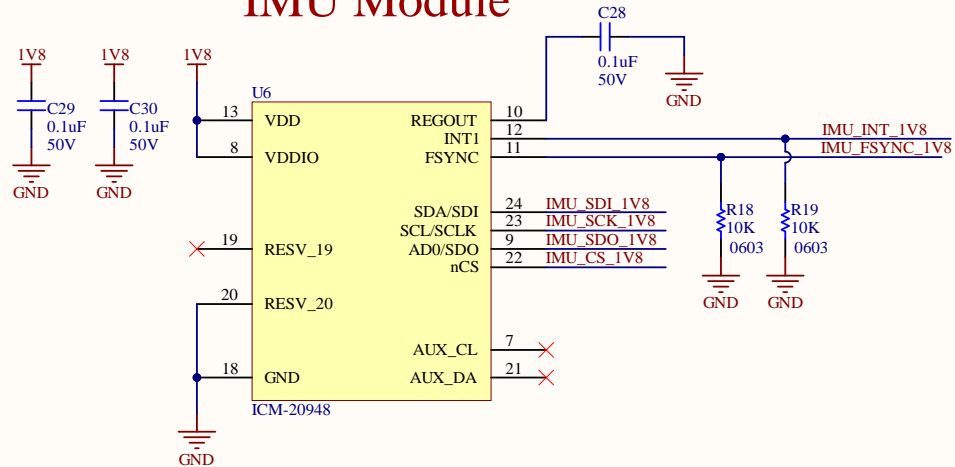 IMU Module
C28
0.1uF
50V
GND
1V8
1V8
1V8
C29
0.1uF
50V
GND
C30
0.1uF
50V
GND
U6
13 VDD
8 VDDIO
19 RESV_19
20 RESV_20
18 GND
REGOUT 10
INT1 12
FSYNC 11
SDA/SDI 24
SCL/SCLK 23
AD0/SDO 9
nCS 22
AUX_CL 7
AUX_DA 21
ICM-20948
GND
IMU_INT_1V8
IMU_FSYNC_1V8
IMU_SDI_1V8
IMU_SCK_1V8
IMU_SDO_1V8
IMU_CS_1V8
R18
10K
0603
GND
R19
10K
0603
GND